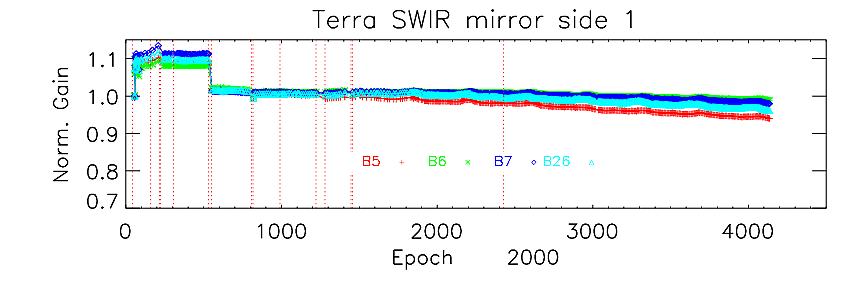 Terra SWIR mirror side 1
1.1
1.0
0.9
0.8
0.7
Norm. Gain
B5 B6 B7 B26
0 1000 2000 3000 4000
Epoch 2000